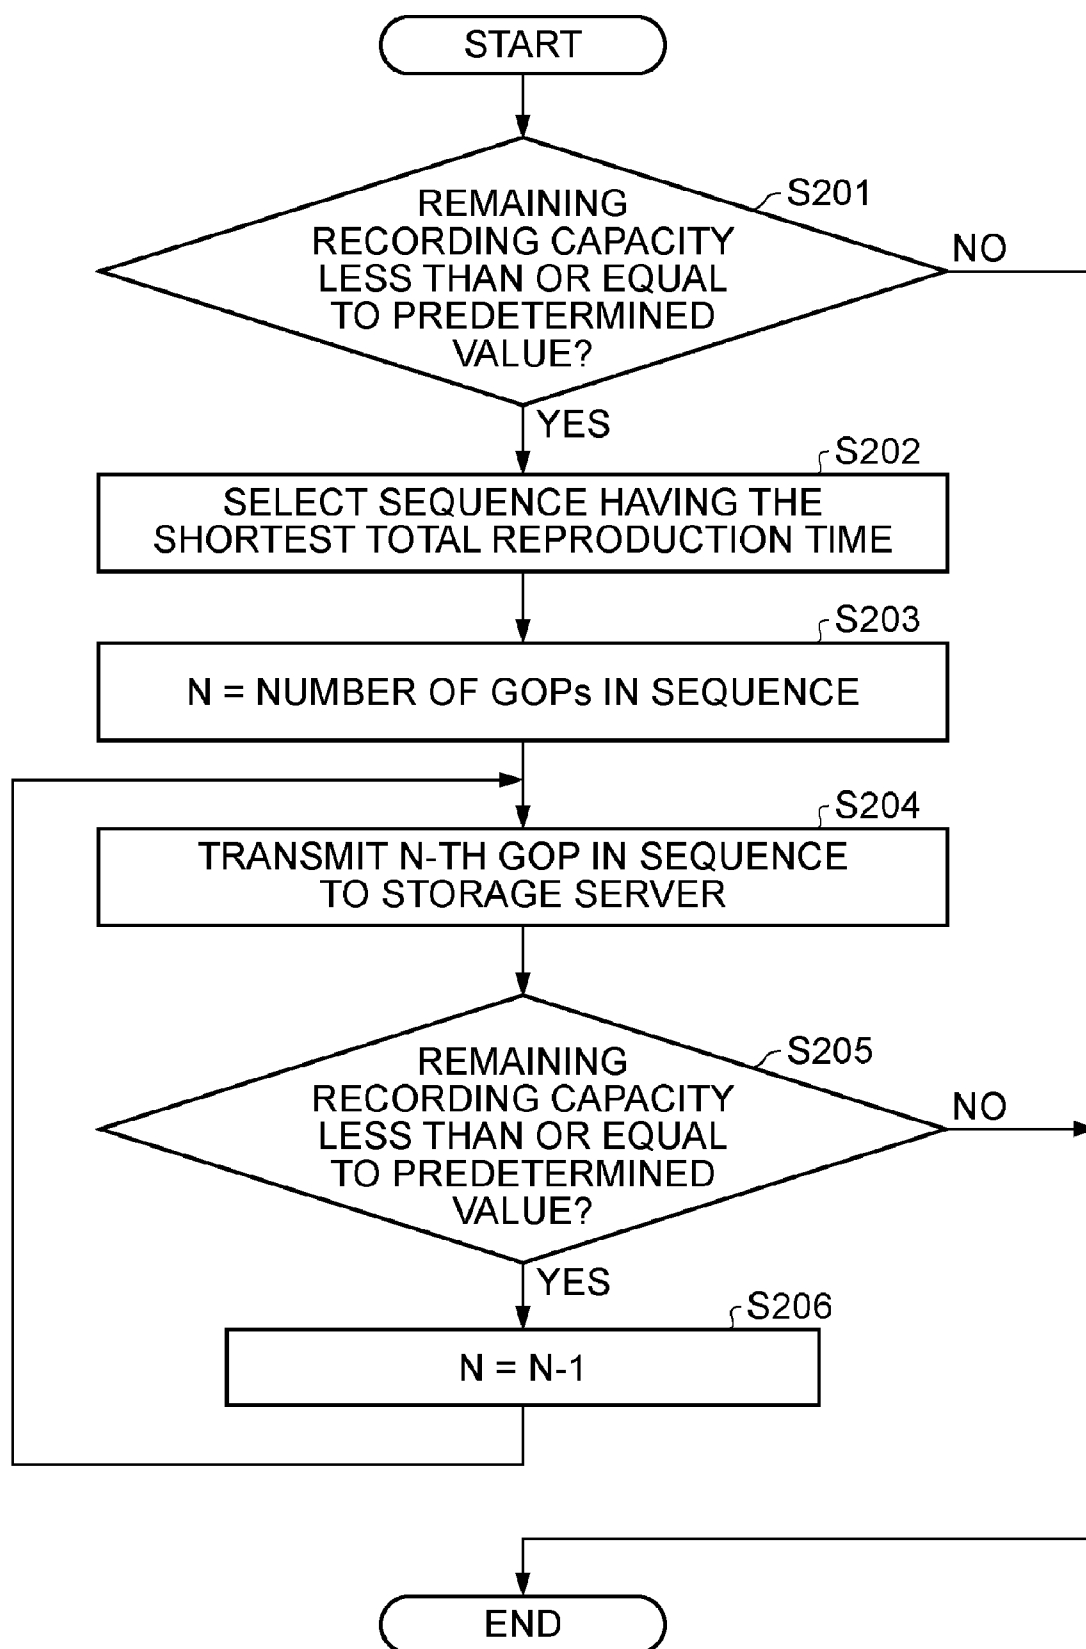 START
REMAINING
RECORDING CAPACITY
LESS THAN OR EQUAL
TO PREDETERMINED
VALUE?
S201
NO
YES
S202
SELECT SEQUENCE HAVING THE
SHORTEST TOTAL REPRODUCTION TIME
S203
N = NUMBER OF GOPs IN SEQUENCE
S204
TRANSMIT N-TH GOP IN SEQUENCE
TO STORAGE SERVER
REMAINING
RECORDING CAPACITY
LESS THAN OR EQUAL
TO PREDETERMINED
VALUE?
S205
NO
YES
S206
N = N-1
END